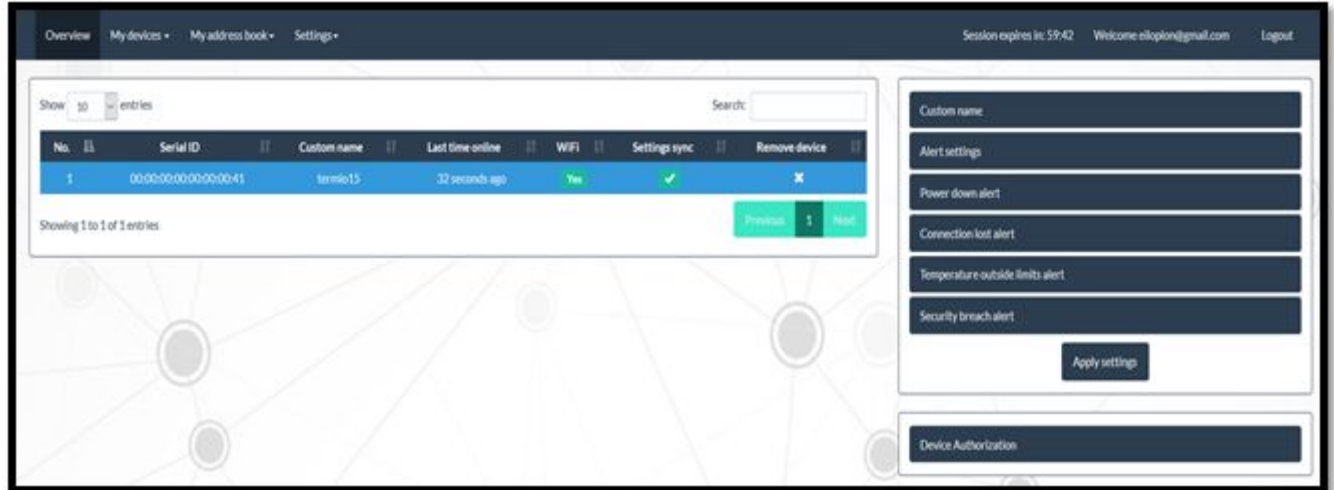 Overview My devices My address book Settings Session expires in: 59:42 Welcome eilopion@gmail.com Logout
Show 10 entries Search:
No. Serial ID Custom name Last time online WiFi Settings sync Remove device
1 00:00:00:00:00:00:00:41 termio15 32 seconds ago Yes
Showing 1 to 1 of 1 entries Previous 1 Next
Custom name
Alert settings
Power down alert
Connection lost alert
Temperature outside limits alert
Security breach alert
Apply settings
Device Authorization